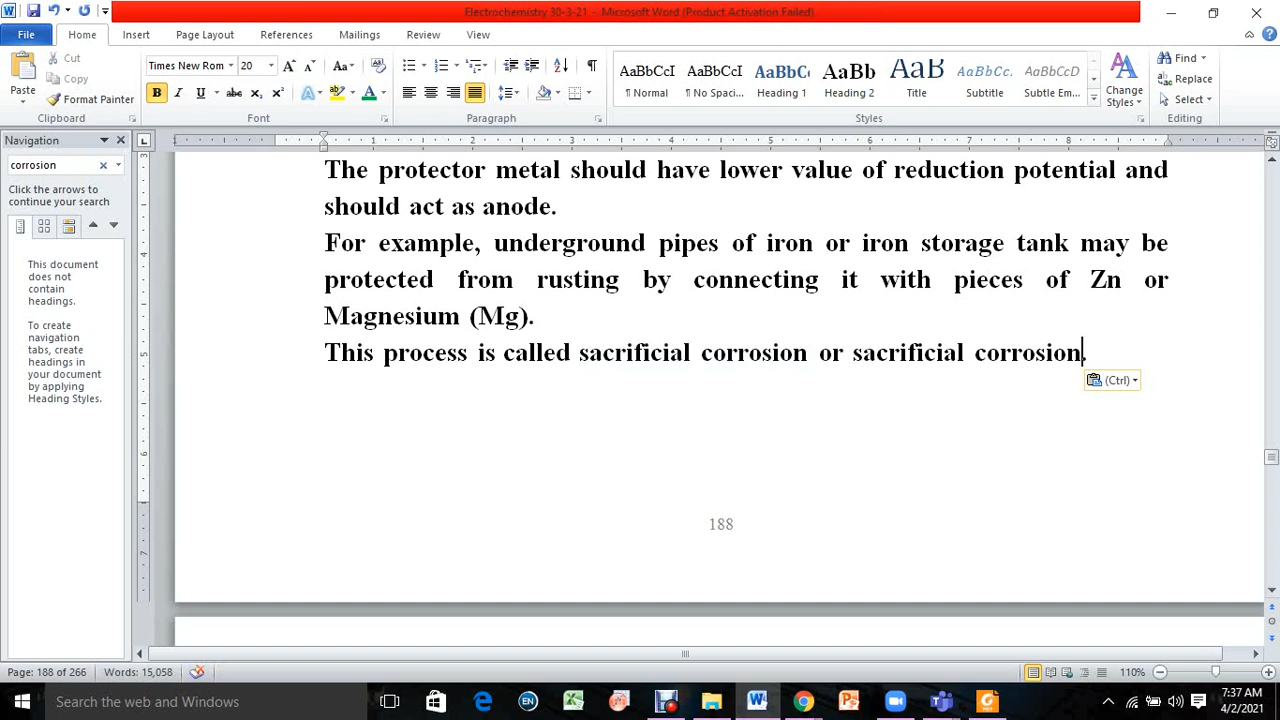 Electrochemistry 30-3-21 - Microsoft Word (Product Activation Failed)
File Home Insert Page Layout References Mailings Review View
Paste
Cut
Copy
Format Painter
Clipboard
Times New Rom 20
Font
Paragraph
AaBbCcI AaBbCcI AaBbC AaBb AaB AaBbCc. AaBbCcD
¶ Normal ¶ No Spaci... Heading 1 Heading 2 Title Subtitle Subtle Em...
Change Styles
Styles
Find
Replace
Select
Editing
Navigation
corrosion
Click the arrows to
continue your search
This document
does not
contain
headings.
To create
navigation
tabs, create
headings in
your document
by applying
Heading Styles.
The protector metal should have lower value of reduction potential and
should act as anode.
For example, underground pipes of iron or iron storage tank may be
protected from rusting by connecting it with pieces of Zn or
Magnesium (Mg).
This process is called sacrificial corrosion or sacrificial corrosion.
(Ctrl)
188
Page: 188 of 266 Words: 15,058 110%
Search the web and Windows
7:37 AM
4/2/2021